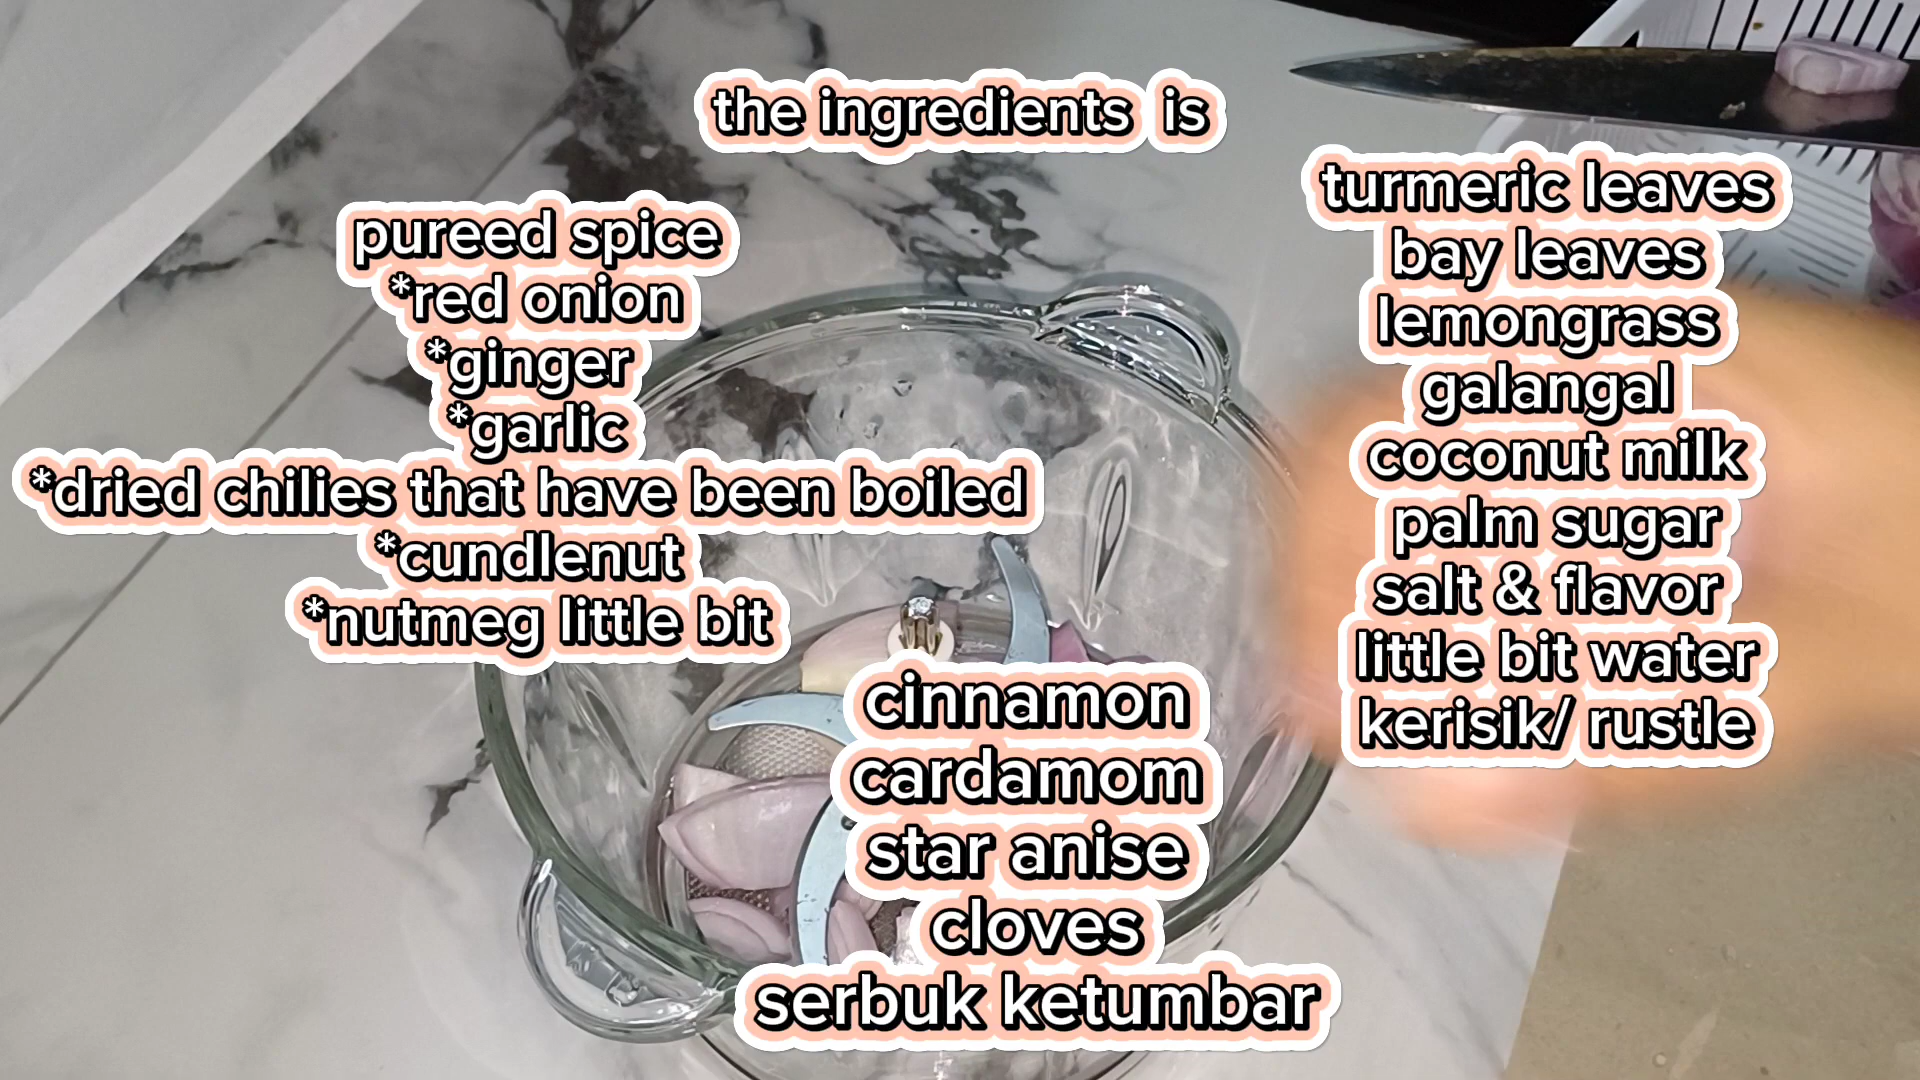 the ingredients is
pureed spice
*red onion
*ginger
*garlic
*dried chilies that have been boiled
*cundlenut
*nutmeg little bit
cinnamon
cardamom
star anise
cloves
serbuk ketumbar
turmeric leaves
bay leaves
lemongrass
galangal
coconut milk
palm sugar
salt & flavor
little bit water
kerisik/ rustle